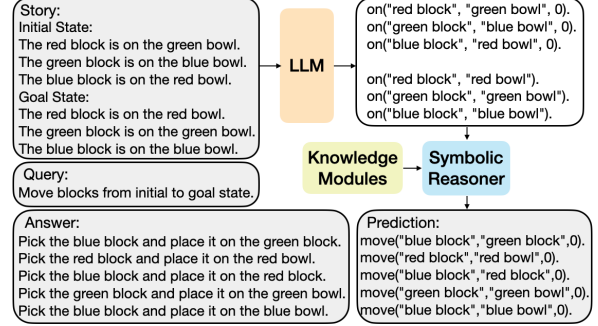 Story:
Initial State:
The red block is on the green bowl.
The green block is on the blue bowl.
The blue block is on the red bowl.
Goal State:
The red block is on the red bowl.
The green block is on the green bowl.
The blue block is on the blue bowl.
LLM
on("red block", "green bowl", 0).
on("green block", "blue bowl", 0).
on("blue block", "red bowl", 0).
on("red block", "red bowl").
on("green block", "green bowl").
on("blue block", "blue bowl").
Query:
Move blocks from initial to goal state.
Knowledge
Modules
Symbolic
Reasoner
Answer:
Pick the blue block and place it on the green block.
Pick the red block and place it on the red bowl.
Pick the blue block and place it on the red block.
Pick the green block and place it on the green bowl.
Pick the blue block and place it on the blue bowl.
Prediction:
move("blue block","green block",0).
move("red block","red bowl",0).
move("blue block","red block",0).
move("green block","green bowl",0).
move("blue block","blue bowl",0).